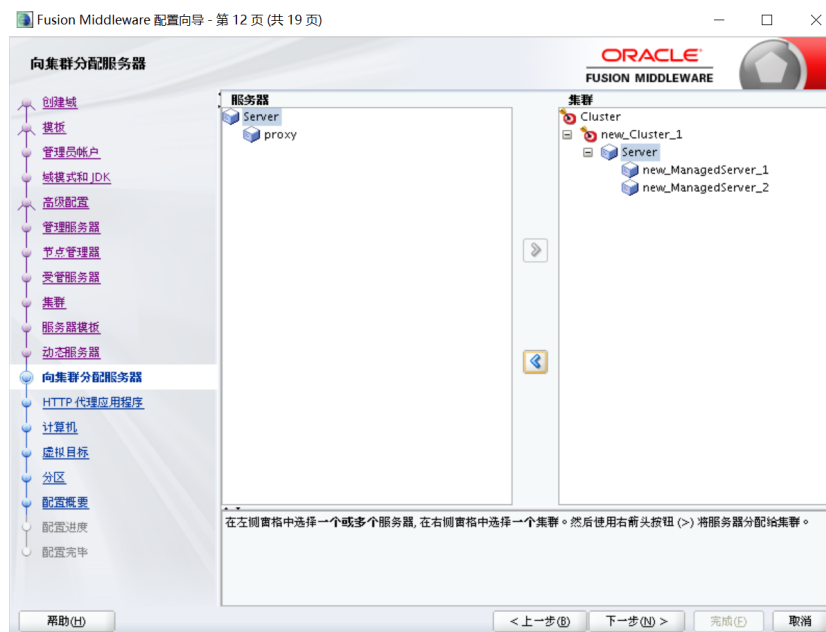 Fusion Middleware 配置向导 - 第 12 页 (共 19 页)
向集群分配服务器
ORACLE
FUSION MIDDLEWARE
创建域
模板
管理员帐户
域模式和 JDK
高级配置
管理服务器
节点管理器
受管服务器
集群
服务器模板
动态服务器
向集群分配服务器
HTTP 代理应用程序
计算机
虚拟目标
分区
配置概要
配置进度
配置完毕
服务器
Server
proxy
集群
Cluster
new_Cluster_1
Server
new_ManagedServer_1
new_ManagedServer_2
在左侧窗格中选择一个或多个服务器, 在右侧窗格中选择一个集群。然后使用右箭头按钮 (>) 将服务器分配给集群。
帮助(H)
< 上一步(B)
下一步(N) >
完成(F)
取消